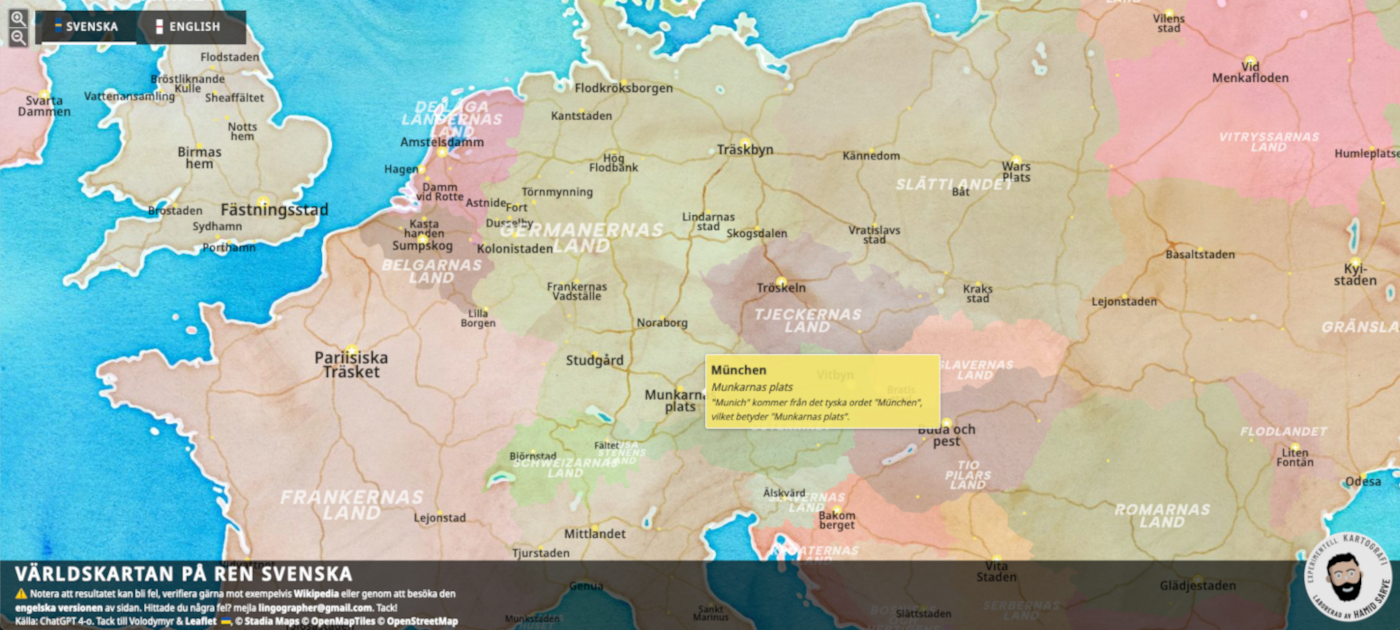 SVENSKA
ENGLISH
Flodstaden
Bröstliknande
Kulle
Vattenansamling
Sheaffältet
Svarta
Dammen
Notts
hem
Birmas
hem
Brostaden
Fästningsstad
Sydhamn
Porthamn
DE LÅGA
LÄNDERNAS
LAND
Amstelsdamm
Hagen
Damm
vid Rotte
Kasta
handen
Sumpskog
BELGARNAS
LAND
Lilla
Borgen
Flodkröksborgen
Kantstaden
Hög
Flodbank
Törnmynning
Astnide
Fort
Dusselby
GERMANERNAS
LAND
Kolonistaden
Frankernas
Vadställe
Noraborg
Studgård
Munkarn
plats
Träskbyn
Lindarnas
stad
Skogsdalen
Kännedom
SLÄTTLANDET
Wars
Plats
Båt
Vratislavs
stad
Kraks
stad
Tröskeln
TJECKERNAS
LAND
Vilens
stad
Vid
Menkafloden
VITRYSSARNAS
LAND
Humleplatse
Basaltstaden
Lejonstaden
Kyi-
staden
GRÄNSLA
Pariisiska
Träsket
FRANKERNAS
LAND
Lejonstad
München
Munkarnas plats
"Munich" kommer från det tyska ordet "München",
vilket betyder "Munkarnas plats".
Vitbyn
Bratis
SLAVERNAS
LAND
Buda och
pest
TIO
PILARS
LAND
Fältet
Björnstad
SCHWEIZARNAS
LAND
Älskvärd
LAND
Bakom
berget
KROATERNAS
LAND
FLODLANDET
Liten
Fontän
Odesa
ROMARNAS
LAND
Mittlandet
Tjurstaden
Genua
Munkstaden
Sankt
Marinus
Vita
Staden
SERBERNAS
LAND
Slättstaden
Glädjestaden
VÄRLDSKARTAN PÅ REN SVENSKA
⚠️ Notera att resultatet kan bli fel, verifiera gärna mot exempelvis Wikipedia eller genom att besöka den
engelska versionen av sidan. Hittade du några fel? mejla lingographer@gmail.com. Tack!
Källa: ChatGPT 4-o. Tack till Volodymyr & Leaflet 🇺🇦, © Stadia Maps © OpenMapTiles © OpenStreetMap
EXPERIMENTELL KARTOGRAFI
LABORERAD AV HAMID SARVE